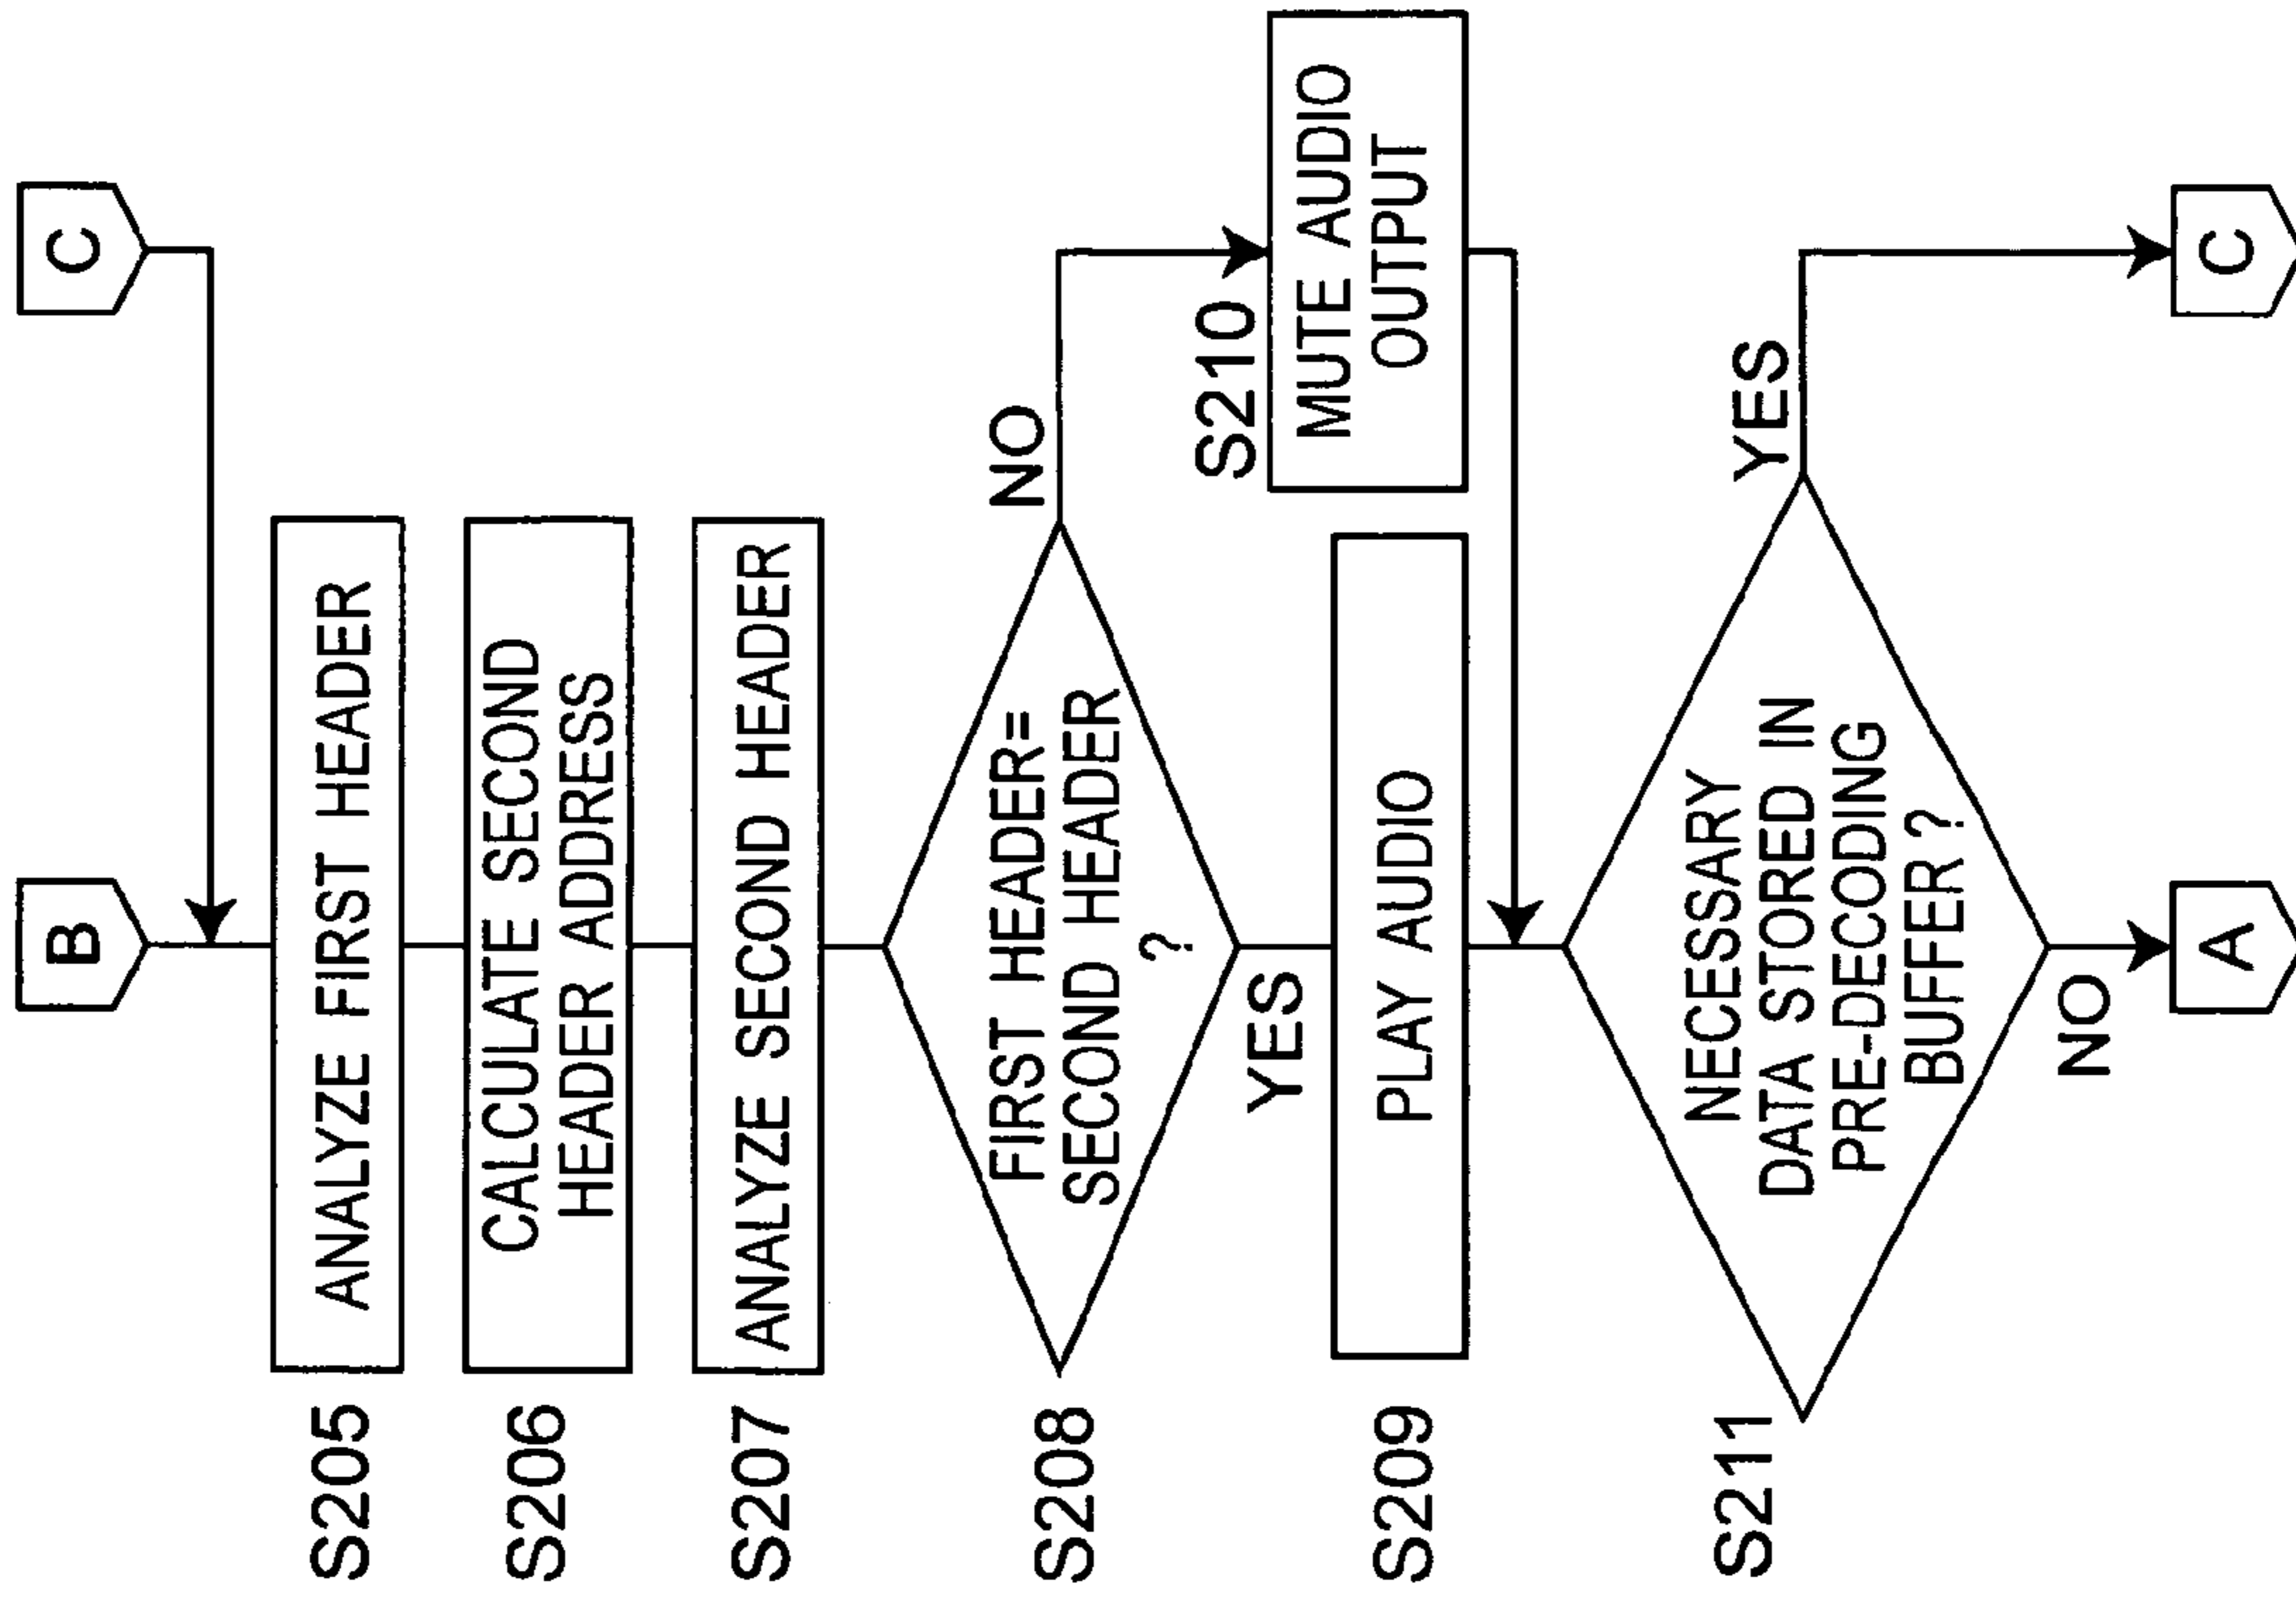 B
C
S205
ANALYZE FIRST HEADER
S206
CALCULATE SECOND
HEADER ADDRESS
S207
ANALYZE SECOND HEADER
S208
FIRST HEADER=
SECOND HEADER
?
NO
YES
S210
MUTE AUDIO
OUTPUT
S209
PLAY AUDIO
S211
NECESSARY
DATA STORED IN
PRE-DECODING
BUFFER ?
YES
NO
A
C